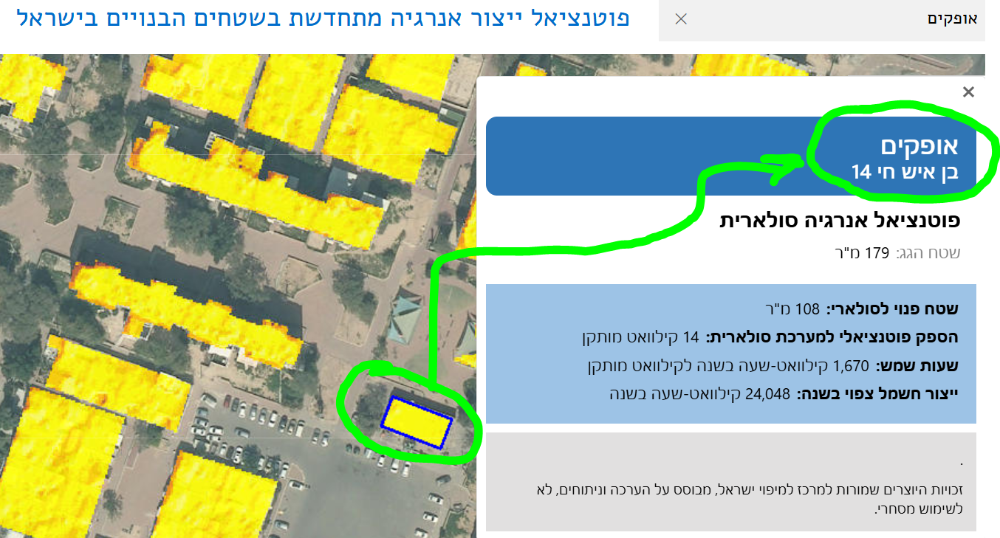 פוטנציאל ייצור אנרגיה מתחדשת בשטחים הבנויים בישראל
אופקים
אופקים
בן איש חי 14
פוטנציאל אנרגיה סולארית
שטח הגג: 179 מ"ר
שטח פנוי לסולארי: 108 מ"ר
הספק פוטנציאלי למערכת סולארית: 14 קילוואט מותקן
שעות שמש: 1,670 קילוואט-שעה בשנה לקילוואט מותקן
ייצור חשמל צפוי בשנה: 24,048 קילוואט-שעה בשנה
.
זכויות היוצרים שמורות למרכז למיפוי ישראל, מבוסס על הערכה וניתוחים, לא
לשימוש מסחרי.